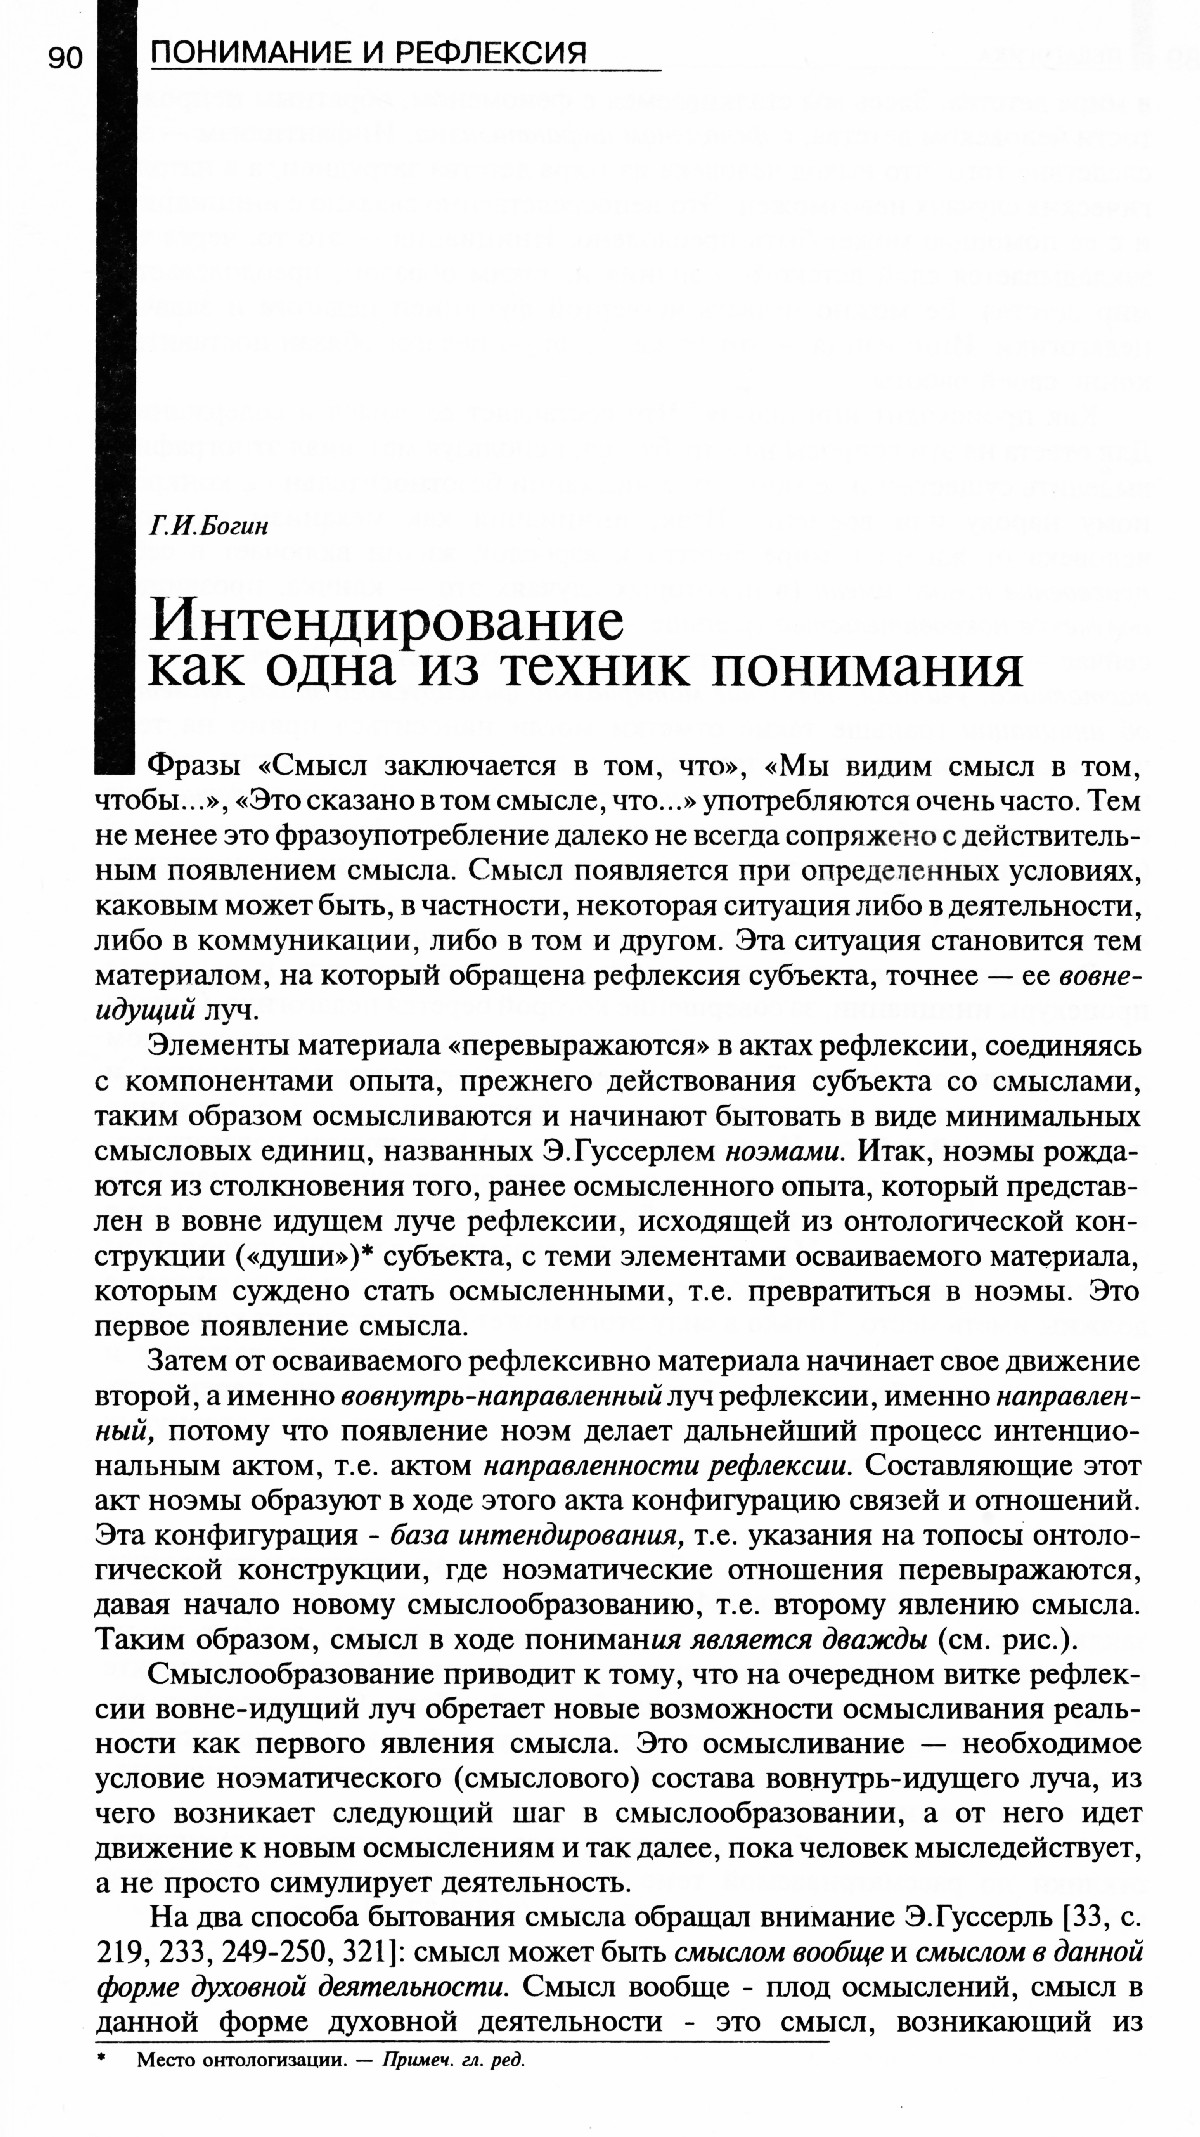 90
ПОНИМАНИЕ И РЕФЛЕКСИЯ
Г.И.Богин
Интендирование
как одна из техник понимания
Фразы «Смысл заключается в том, что», «Мы видим смысл в том,
чтобы...», «Это сказано в том смысле, что...» употребляются очень часто. Тем
не менее это фразоупотребление далеко не всегда сопряжено с действитель-
ным появлением смысла. Смысл появляется при определенных условиях,
каковым может быть, в частности, некоторая ситуация либо в деятельности,
либо в коммуникации, либо в том и другом. Эта ситуация становится тем
материалом, на который обращена рефлексия субъекта, точнее — ее вовне-
идущий луч.
Элементы материала «перевыражаются» в актах рефлексии, соединяясь
с компонентами опыта, прежнего действования субъекта со смыслами,
таким образом осмысливаются и начинают бытовать в виде минимальных
смысловых единиц, названных Э.Гуссерлем ноэмами. Итак, ноэмы рожда-
ются из столкновения того, ранее осмысленного опыта, который представ-
лен в вовне идущем луче рефлексии, исходящей из онтологической кон-
струкции («души»)* субъекта, с теми элементами осваиваемого материала,
которым суждено стать осмысленными, т.е. превратиться в ноэмы. Это
первое появление смысла.
Затем от осваиваемого рефлексивно материала начинает свое движение
второй, а именно вовнутрь-направленный луч рефлексии, именно направлен-
ный, потому что появление ноэм делает дальнейший процесс интенцио-
нальным актом, т.е. актом направленности рефлексии. Составляющие этот
акт ноэмы образуют в ходе этого акта конфигурацию связей и отношений.
Эта конфигурация - база интендирования, т.е. указания на топосы онтоло-
гической конструкции, где ноэматические отношения перевыражаются,
давая начало новому смыслообразованию, т.е. второму явлению смысла.
Таким образом, смысл в ходе понимания является дважды (см. рис.).
Смыслообразование приводит к тому, что на очередном витке рефлек-
сии вовне-идущий луч обретает новые возможности осмысливания реаль-
ности как первого явления смысла. Это осмысливание — необходимое
условие ноэматического (смыслового) состава вовнутрь-идущего луча, из
чего возникает следующий шаг в смыслообразовании, а от него идет
движение к новым осмыслениям и так далее, пока человек мыследействует,
а не просто симулирует деятельность.
На два способа бытования смысла обращал внимание Э.Гуссерль [33, с.
219, 233, 249-250, 321]: смысл может быть смыслом вообще и смыслом в данной
форме духовной деятельности. Смысл вообще - плод осмыслений, смысл в
данной форме духовной деятельности - это смысл, возникающий из
* Место онтологизации. — Примеч. гл. ред.